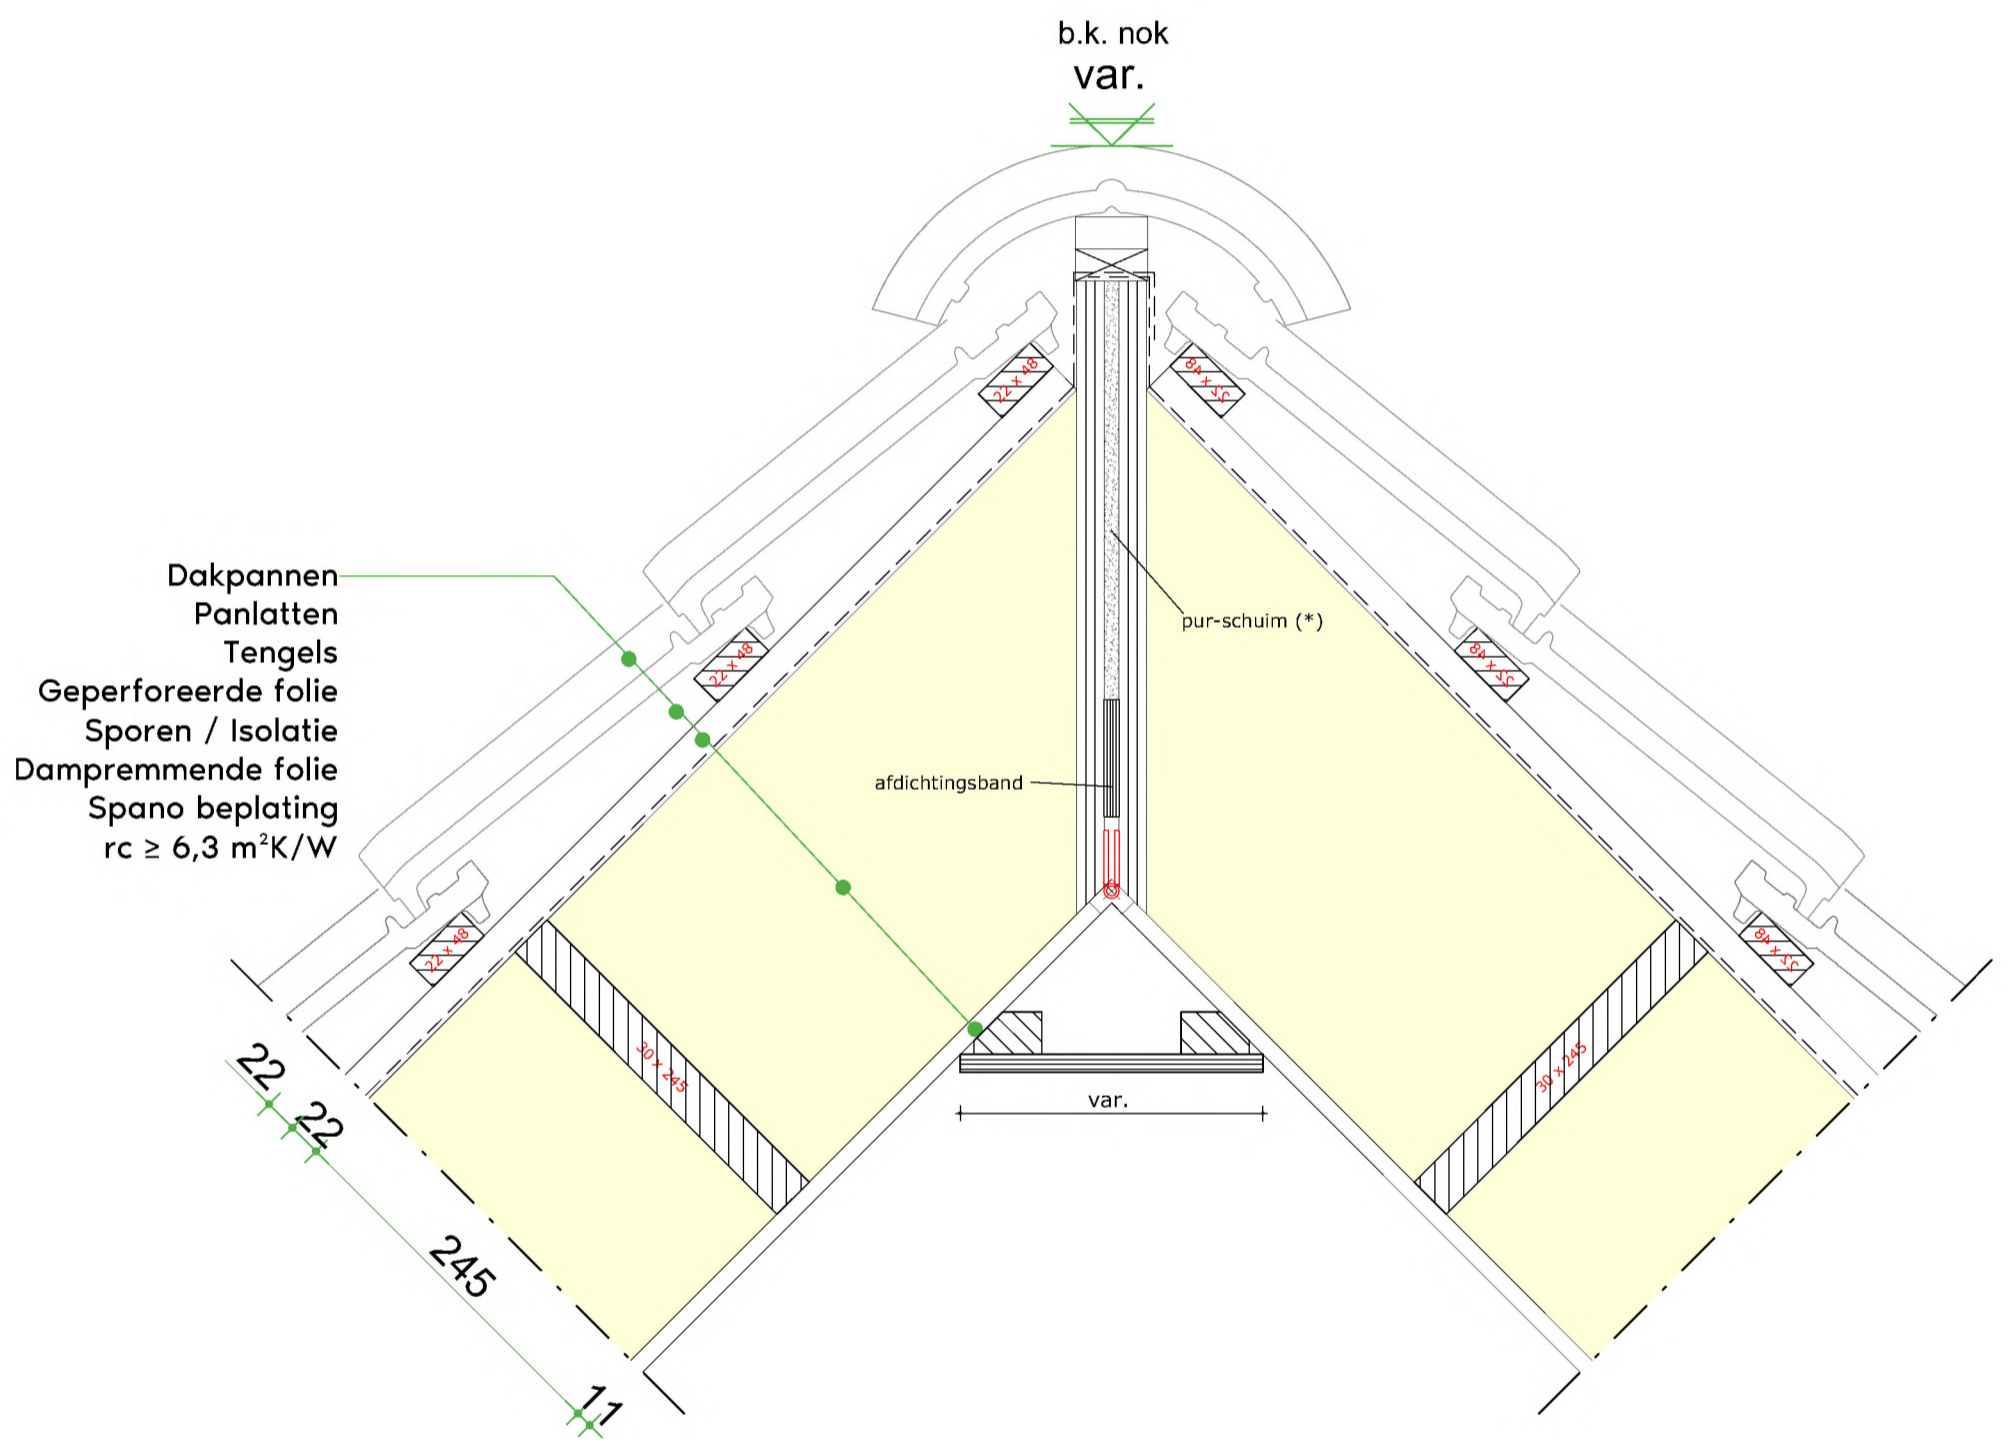 b.k. nok
var.
22 x 48
22 x 48
Dakpannen
Panlatten
Tengels
Geperforeerde folie
Sporen / Isolatie
Dampremmende folie
Spano beplating
rc ≥ 6,3 m²K/W
pur-schuim (*)
22 x 48
22 x 48
afdichtingsband
22 x 48
22 x 48
30 x 245
30 x 245
var.
22
22
245
11